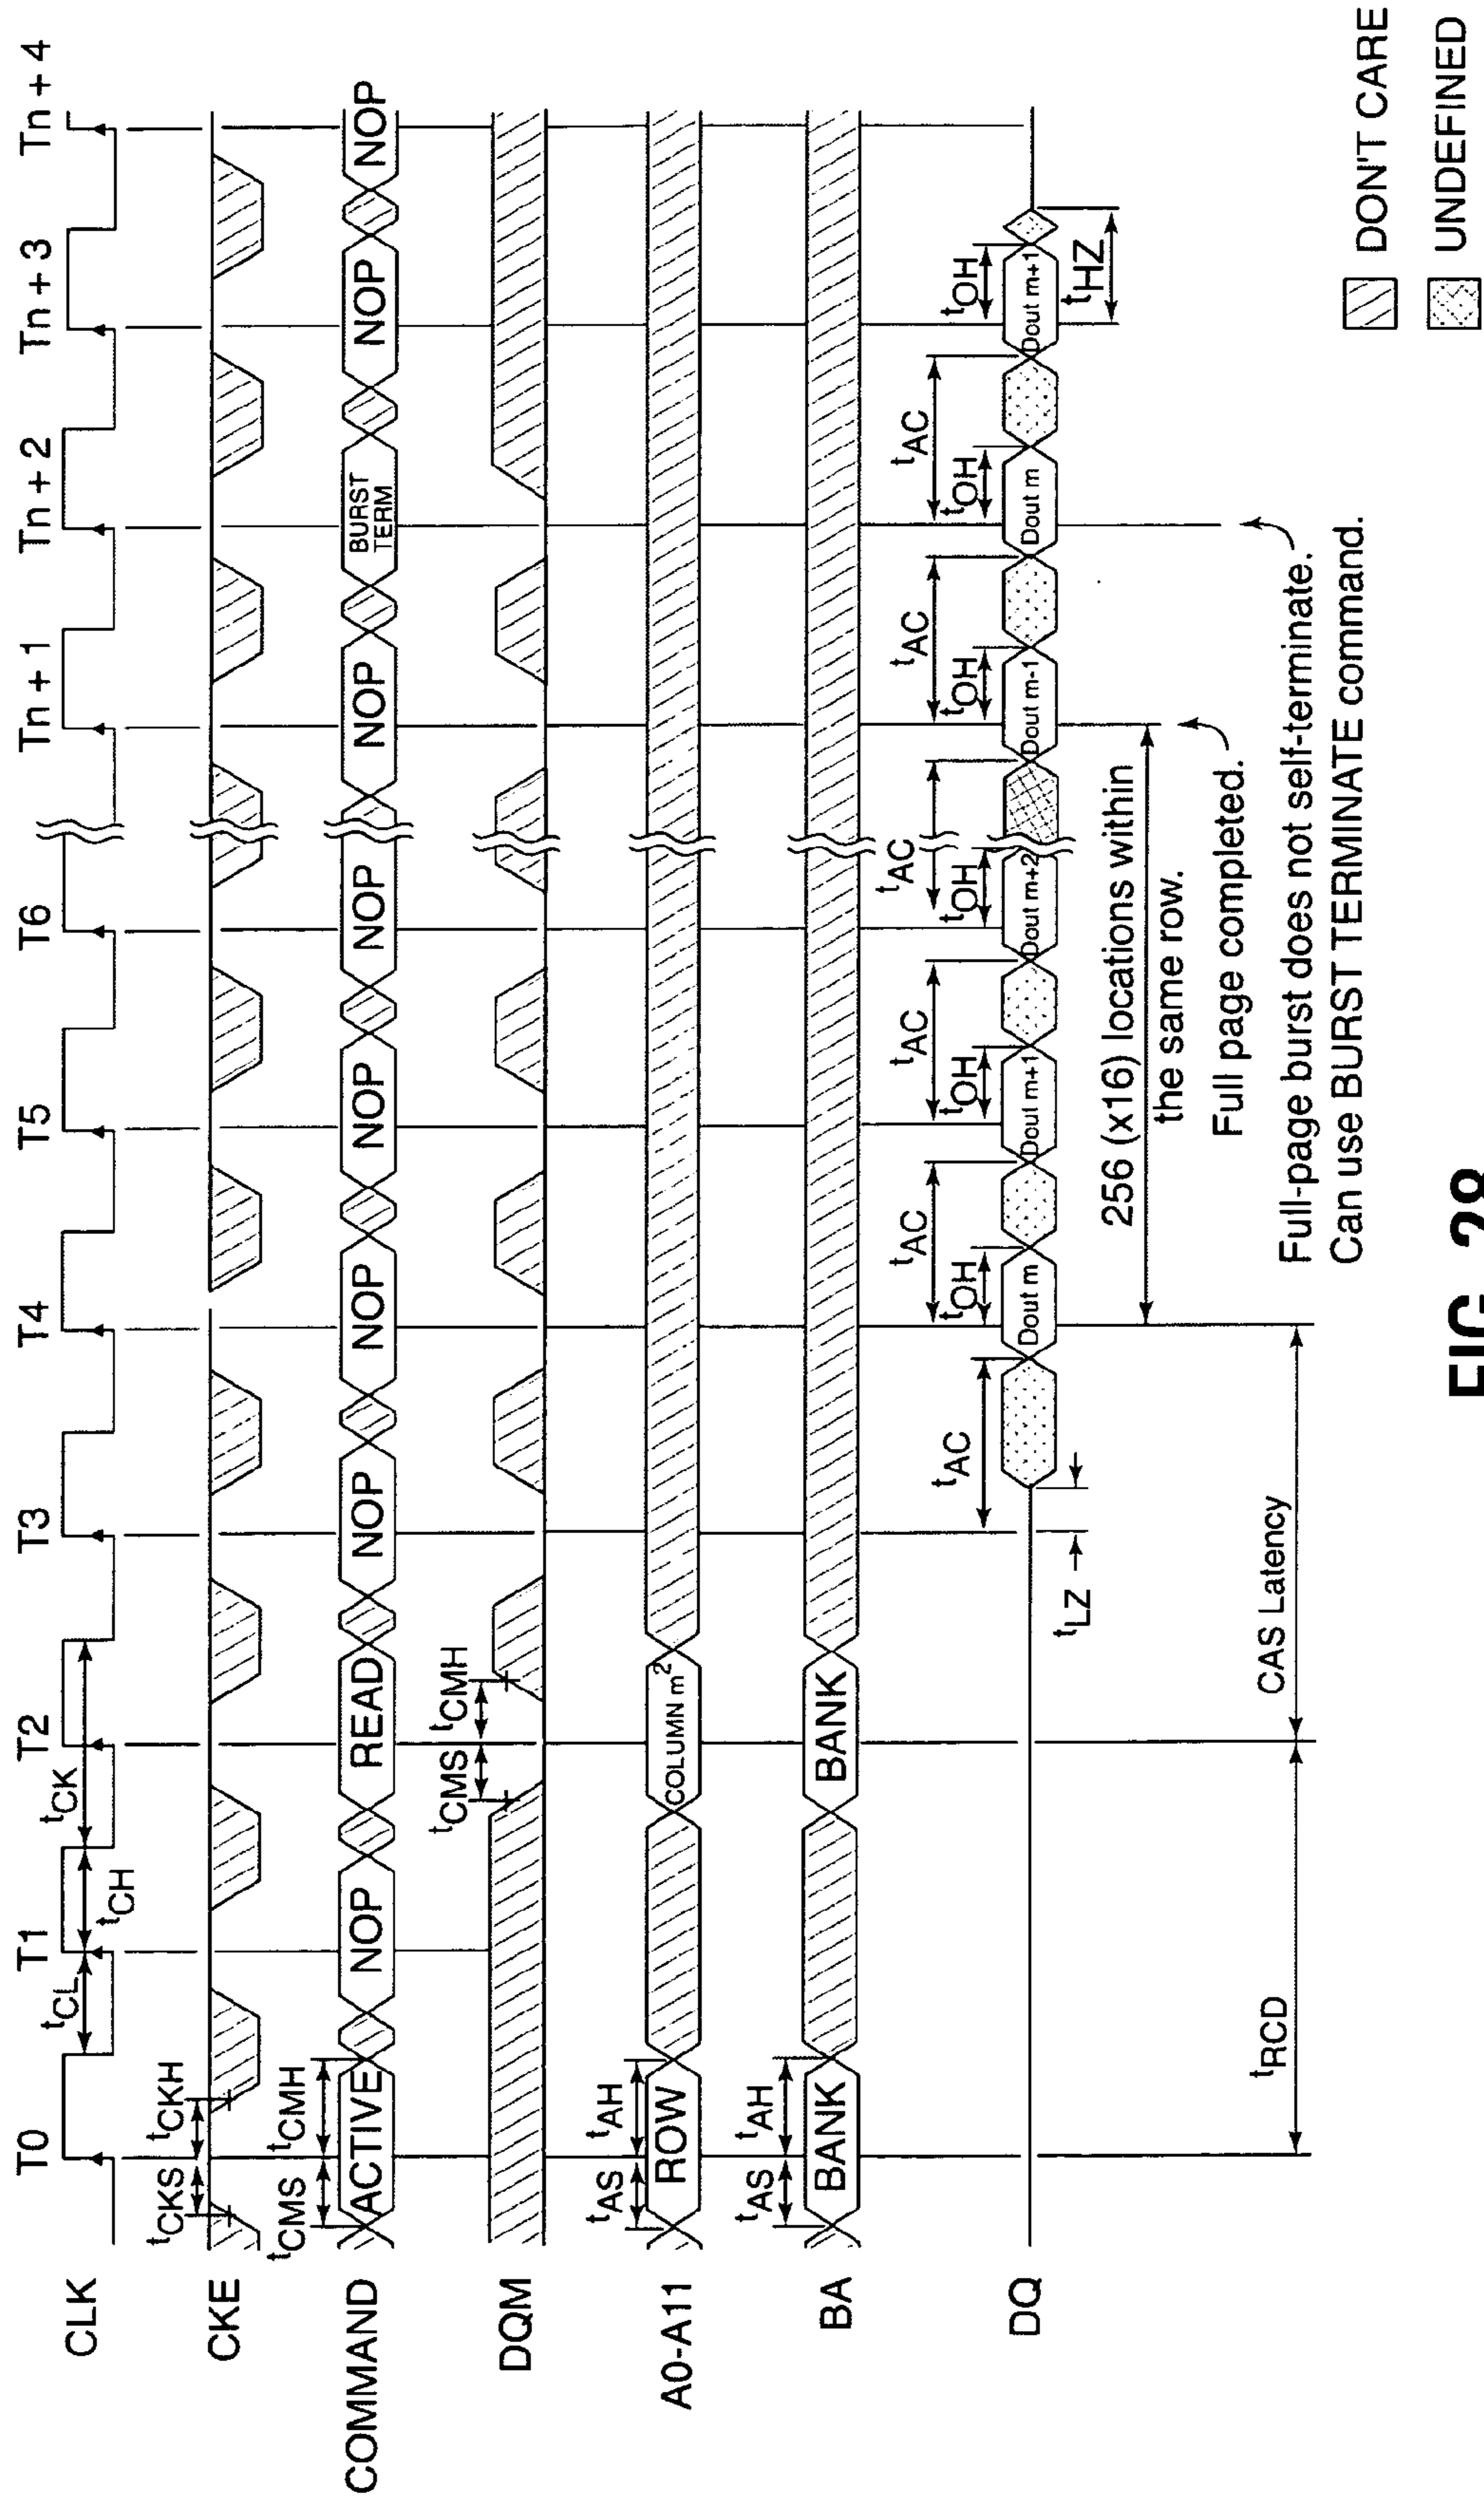 T0 T1 T2 T3 T4 T5 T6 Tn + 1 Tn + 2 Tn + 3 Tn + 4
CLK
tCL tCH tCK
tCKS tCKH
CKE
tCMS tCMH
COMMAND ACTIVE NOP READ NOP NOP NOP NOP NOP BURST TERM NOP NOP
tCMS tCMH
DQM
tAS tAH
A0-A11 ROW COLUMN m2
tAS tAH
BA BANK BANK
tAC tAC tAC tAC tAC
tAC tOH tOH tOH tOH tOH tOH
DQ Dout m Dout m+1 Dout m+2 Dout m-1 Dout m Dout m+1
tLZ tHZ
256 (x16) locations within
the same row.
Full page completed.
tRCD CAS Latency
Full-page burst does not self-terminate.
Can use BURST TERMINATE command.
DON'T CARE
UNDEFINED
FIG. 28